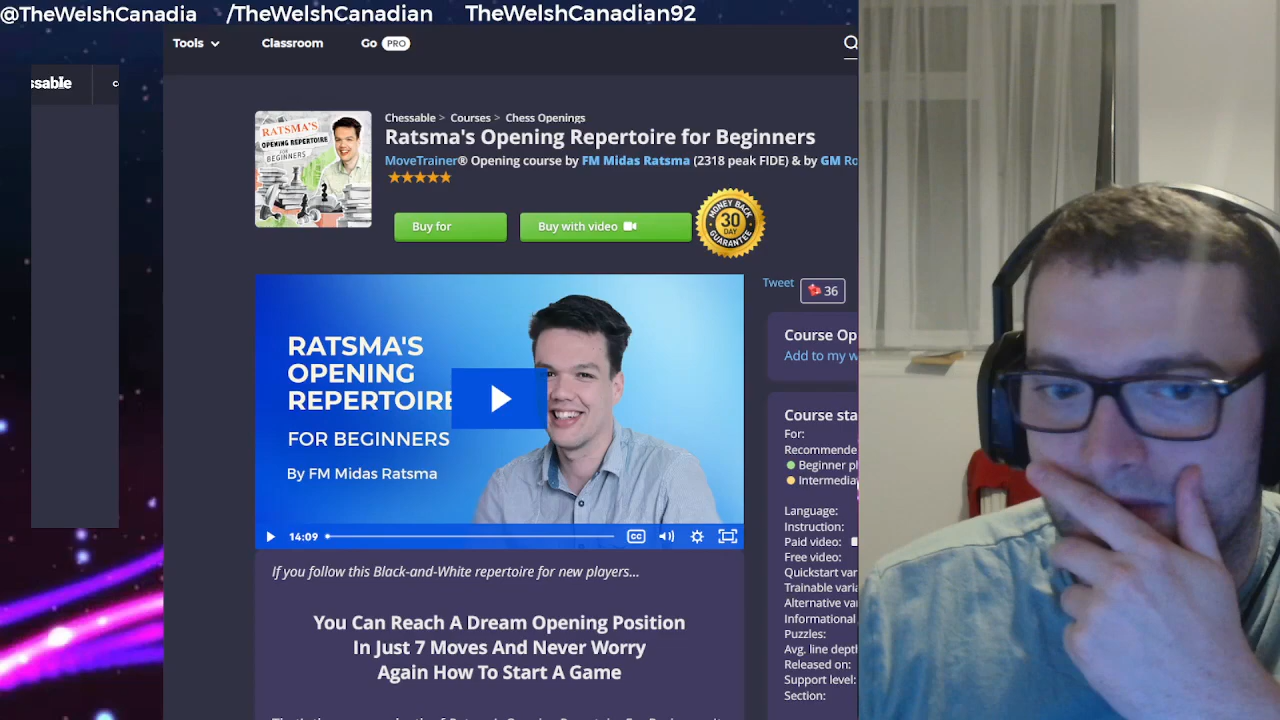 @TheWelshCanadia /TheWelshCanadian TheWelshCanadian92
Tools Classroom Go PRO
ssable
Chessable > Courses > Chess Openings
Ratsma's Opening Repertoire for Beginners
MoveTrainer® Opening course by FM Midas Ratsma (2318 peak FIDE) & by GM Ro
RATSMA'S
OPENING REPERTOIRE
FOR
BEGINNERS
Buy for
Buy with video
MONEY BACK
30
DAY
GUARANTEE
Tweet
36
RATSMA'S
OPENING
REPERTOIRE
FOR BEGINNERS
By FM Midas Ratsma
14:09
CC
If you follow this Black-and-White repertoire for new players...
You Can Reach A Dream Opening Position
In Just 7 Moves And Never Worry
Again How To Start A Game
Course Op
Add to my w
Course sta
For:
Recommende
Beginner pl
Intermedia
Language:
Instruction:
Paid video:
Free video:
Quickstart var
Trainable varia
Alternative var
Informational
Puzzles:
Avg. line depth
Released on:
Support level:
Section: